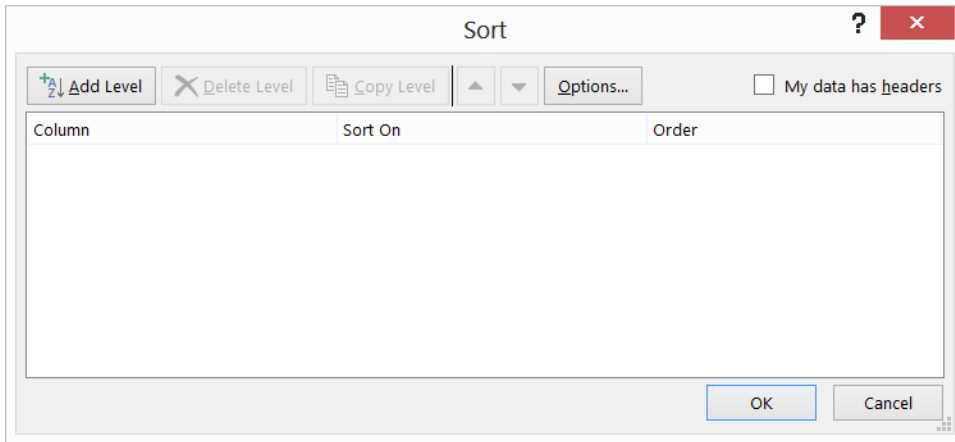 Sort ?
Add Level Delete Level Copy Level Options... My data has headers
Column Sort On Order
OK Cancel